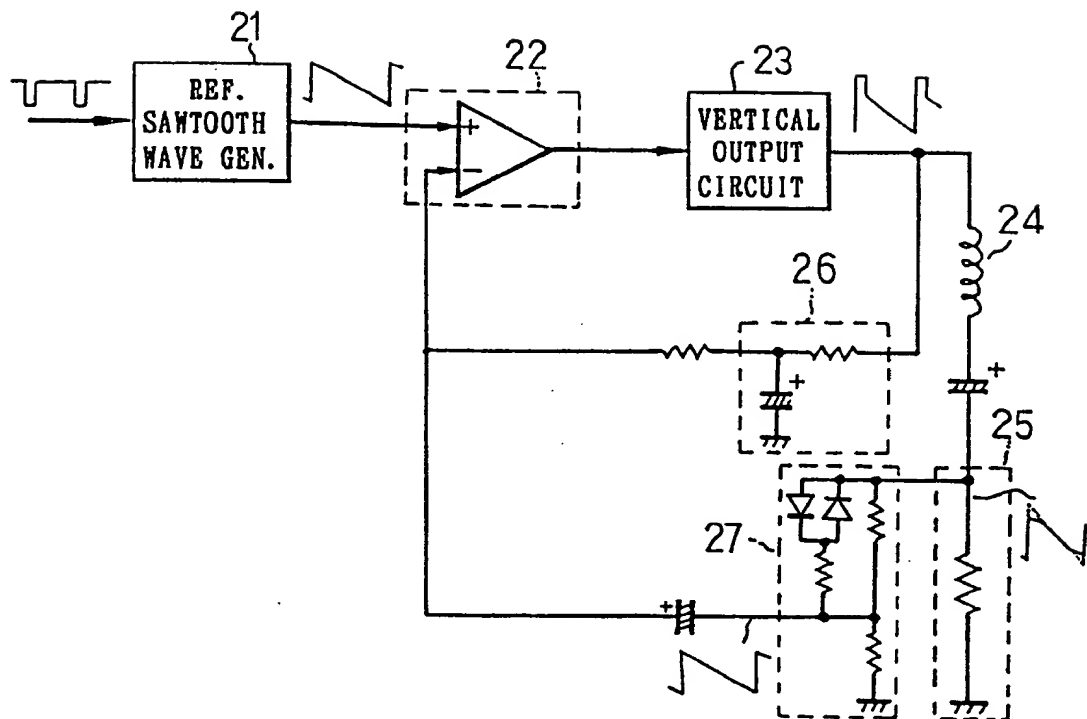 21
REF.
SAWTOOTH
WAVE GEN.
22
+
−
23
VERTICAL
OUTPUT
CIRCUIT
24
26
+
+
25
27
+